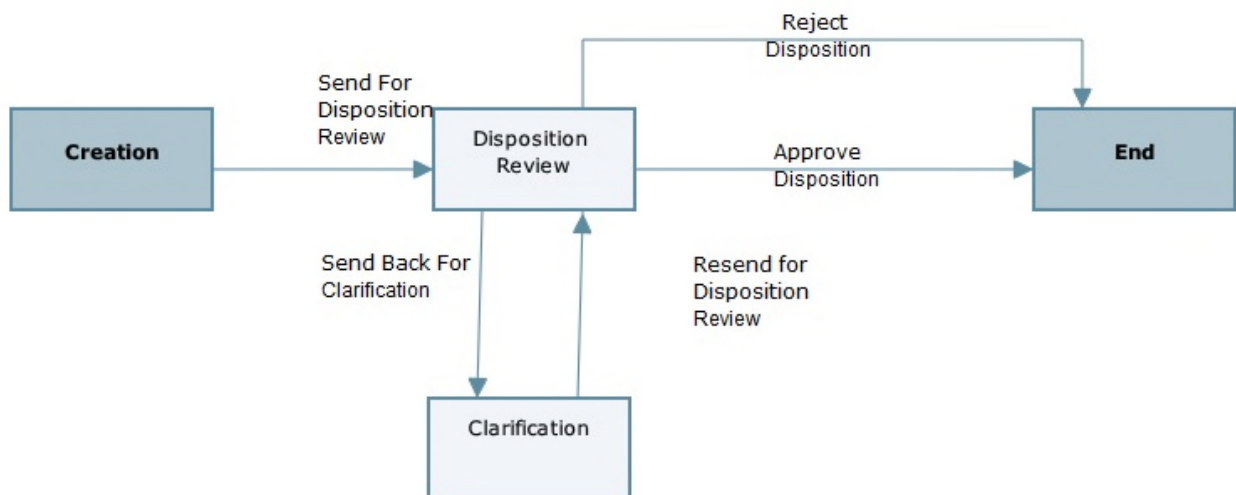 Reject
Disposition
Send For
Disposition
Review
Creation
Disposition
Review
Approve
Disposition
End
Send Back For
Clarification
Resend for
Disposition
Review
Clarification